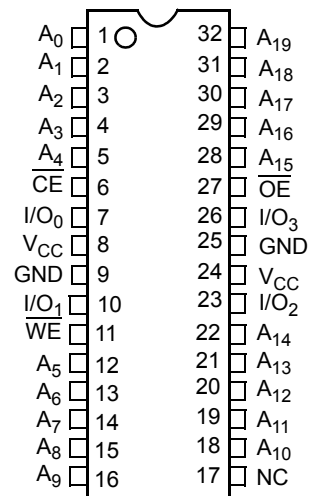 A0 1 32 A19
A1 2 31 A18
A2 3 30 A17
A3 4 29 A16
A4 5 28 A15
CE 6 27 OE
I/O0 7 26 I/O3
VCC 8 25 GND
GND 9 24 VCC
I/O1 10 23 I/O2
WE 11 22 A14
A5 12 21 A13
A6 13 20 A12
A7 14 19 A11
A8 15 18 A10
A9 16 17 NC